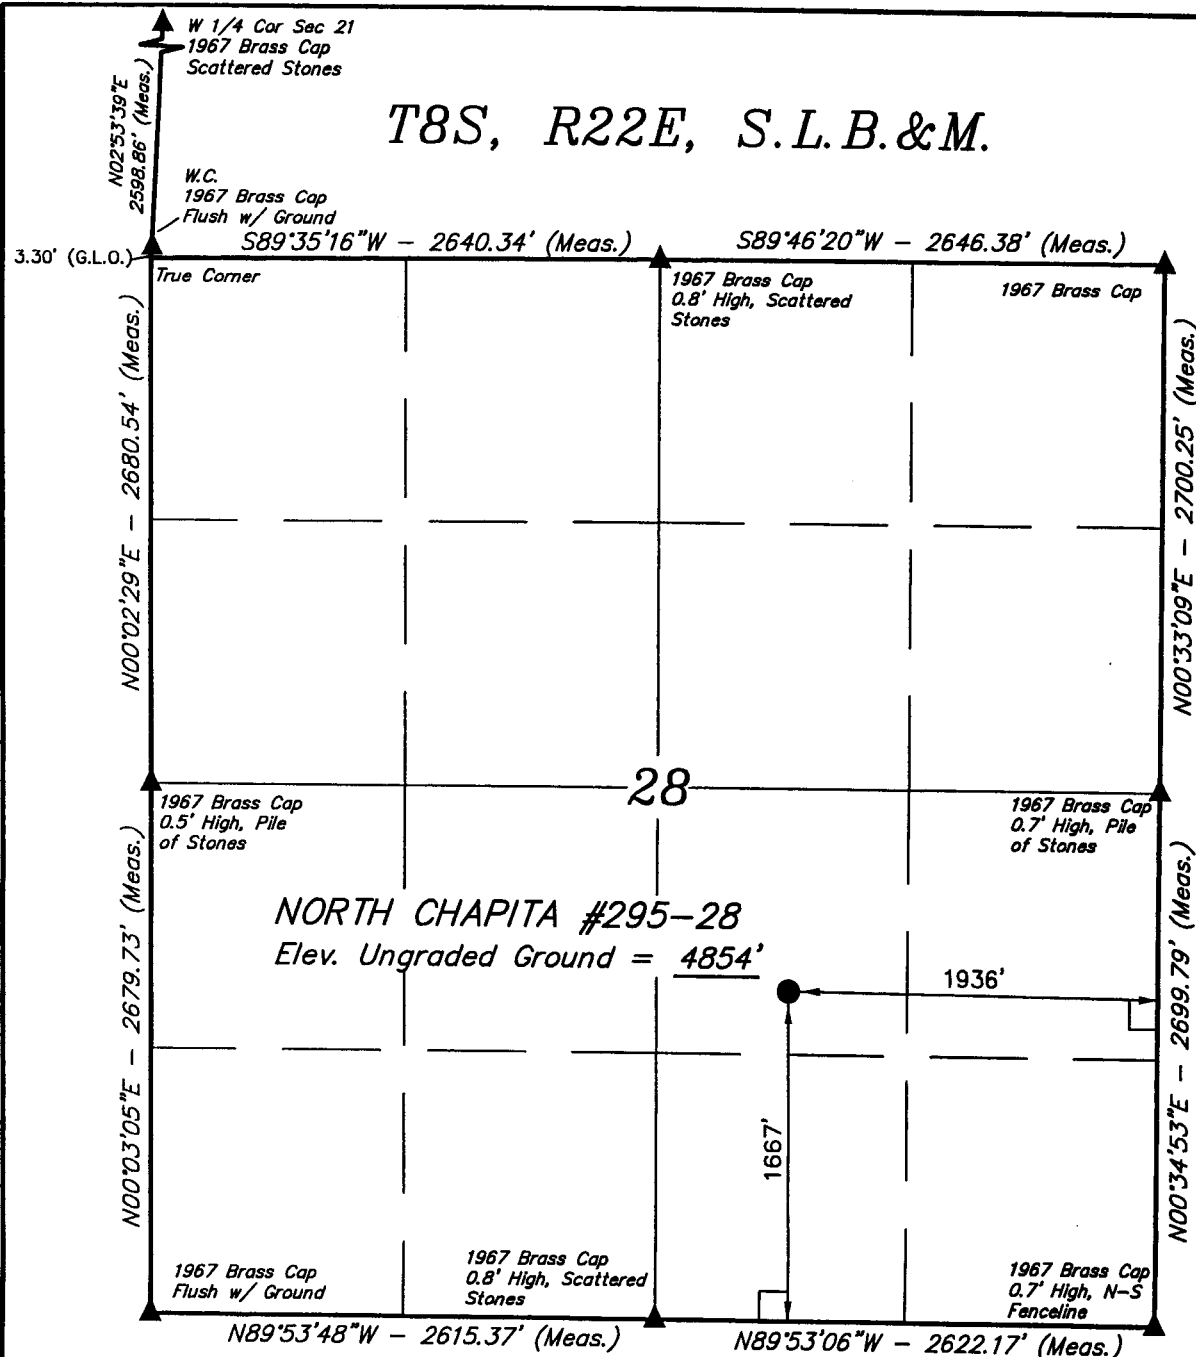 W 1/4 Cor Sec 21
1967 Brass Cap
Scattered Stones
N02°53'39"E
2598.86' (Meas.)
T8S, R22E, S.L.B.&M.
W.C.
1967 Brass Cap
Flush w/ Ground
3.30' (G.L.O.)
S89°35'16"W - 2640.34' (Meas.)
S89°46'20"W - 2646.38' (Meas.)
True Corner
1967 Brass Cap
0.8' High, Scattered
Stones
1967 Brass Cap
N00°02'29"E - 2680.54' (Meas.)
N00°33'09"E - 2700.25' (Meas.)
28
1967 Brass Cap
0.5' High, Pile
of Stones
1967 Brass Cap
0.7' High, Pile
of Stones
NORTH CHAPITA #295-28
Elev. Ungraded Ground = 4854'
1936'
1667'
N00°03'05"E - 2679.73' (Meas.)
N00°34'53"E - 2699.79' (Meas.)
1967 Brass Cap
Flush w/ Ground
1967 Brass Cap
0.8' High, Scattered
Stones
1967 Brass Cap
0.7' High, N-S
Fenceline
N89°53'48"W - 2615.37' (Meas.)
N89°53'06"W - 2622.17' (Meas.)